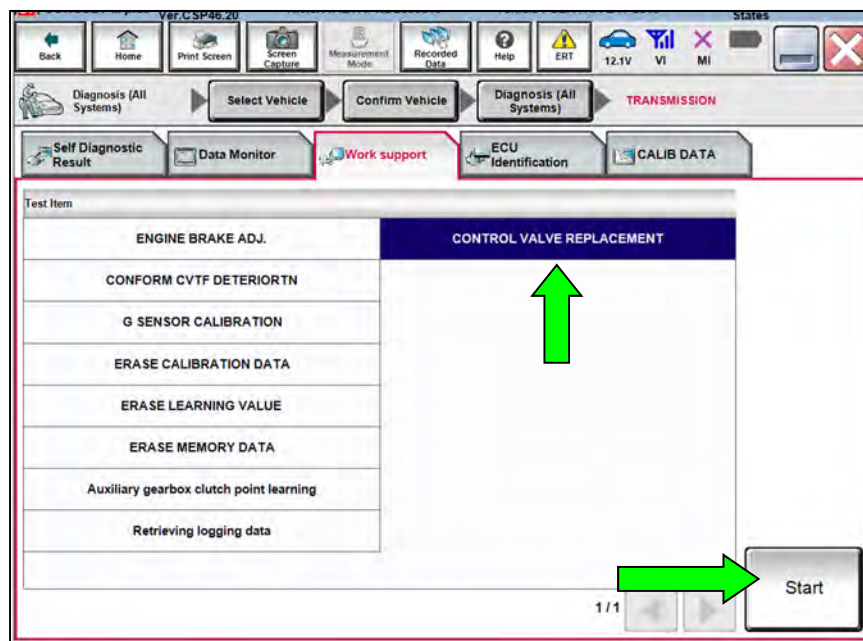 Ver.CSP46.20
States
Back
Home
Print Screen
Screen
Capture
Measurement
Mode
Recorded
Data
Help
ERT
12.1V
VI
MI
Diagnosis (All
Systems)
Select Vehicle
Confirm Vehicle
Diagnosis (All
Systems)
TRANSMISSION
Self Diagnostic
Result
Data Monitor
Work support
ECU
Identification
CALIB DATA
Test Item
ENGINE BRAKE ADJ.
CONTROL VALVE REPLACEMENT
CONFORM CVTF DETERIORTN
G SENSOR CALIBRATION
ERASE CALIBRATION DATA
ERASE LEARNING VALUE
ERASE MEMORY DATA
Auxiliary gearbox clutch point learning
Retrieving logging data
1/1
Start